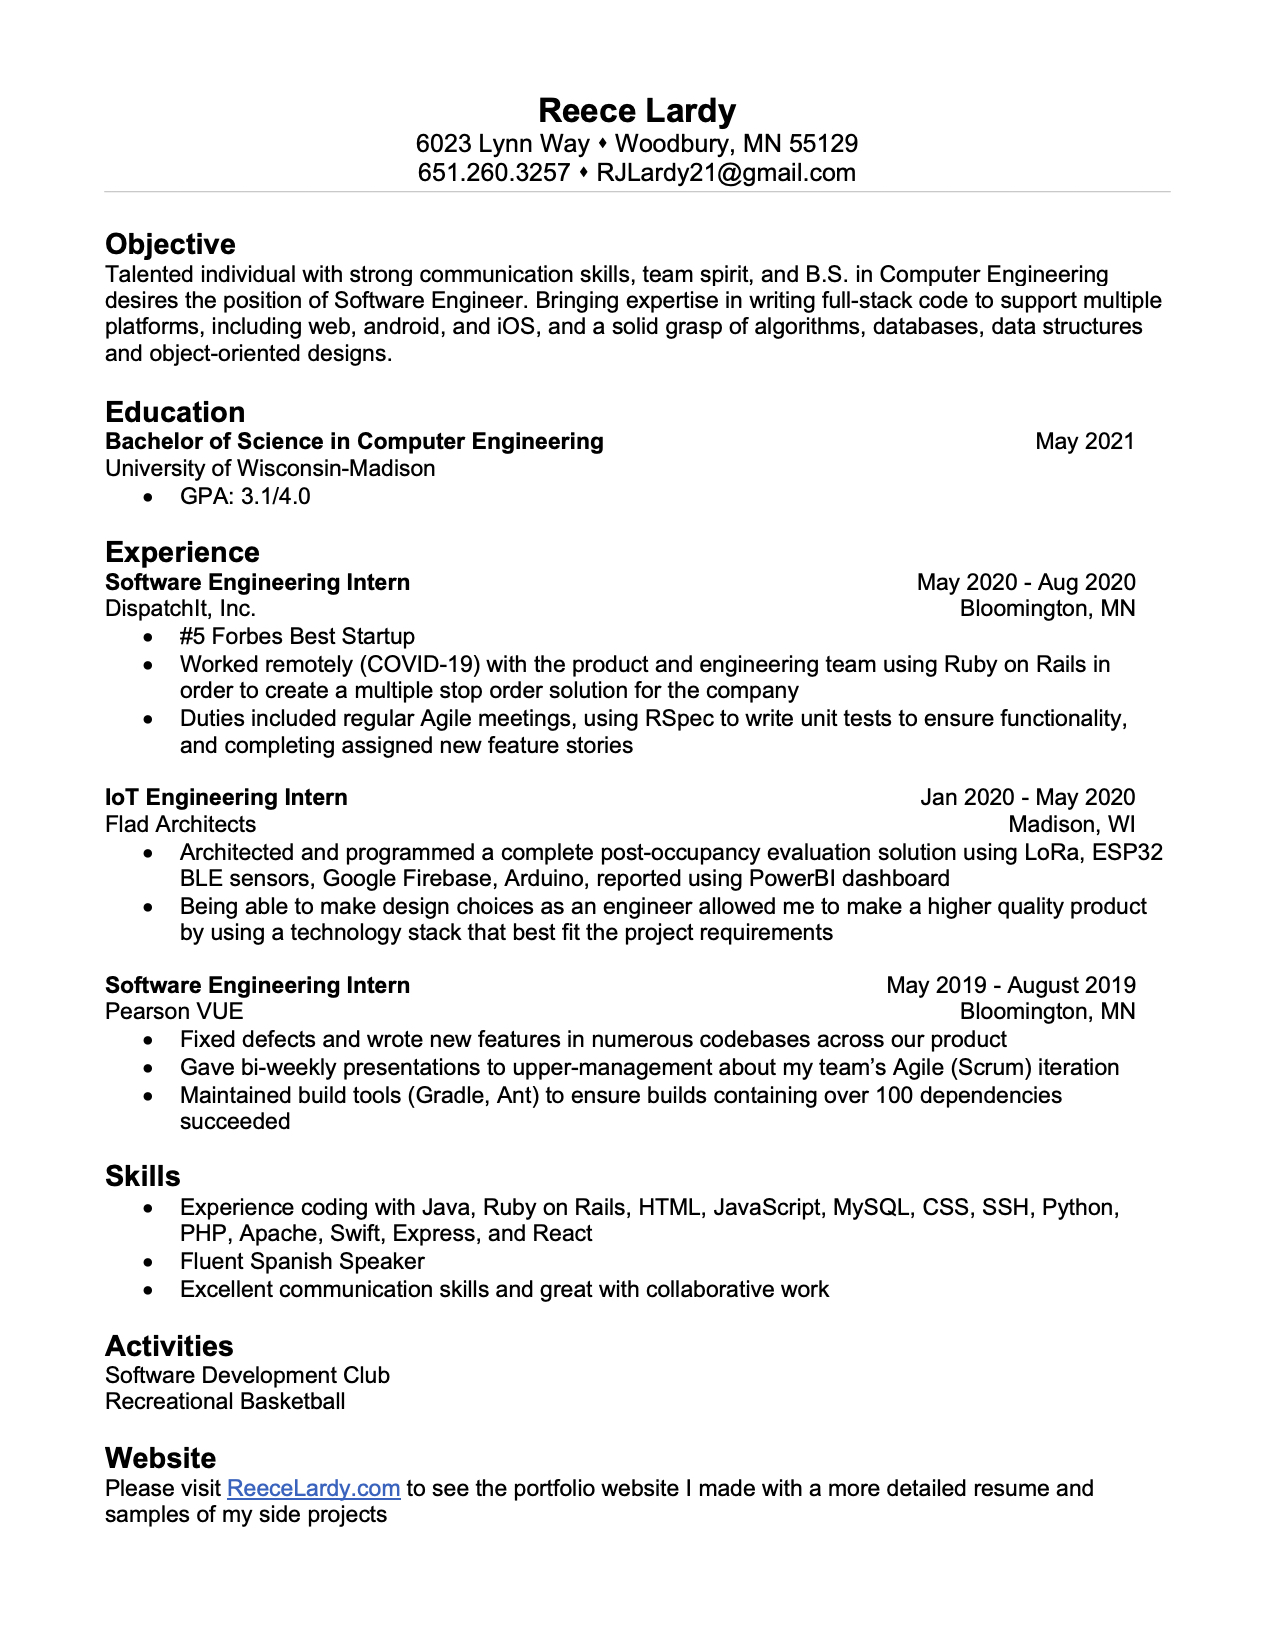 Reece Lardy
6023 Lynn Way ♦ Woodbury, MN 55129
651.260.3257 ♦ RJLardy21@gmail.com
Objective
Talented individual with strong communication skills, team spirit, and B.S. in Computer Engineering
desires the position of Software Engineer. Bringing expertise in writing full-stack code to support multiple
platforms, including web, android, and iOS, and a solid grasp of algorithms, databases, data structures
and object-oriented designs.
Education
Bachelor of Science in Computer Engineering May 2021
University of Wisconsin-Madison
• GPA: 3.1/4.0
Experience
Software Engineering Intern May 2020 - Aug 2020
DispatchIt, Inc. Bloomington, MN
• #5 Forbes Best Startup
• Worked remotely (COVID-19) with the product and engineering team using Ruby on Rails in
order to create a multiple stop order solution for the company
• Duties included regular Agile meetings, using RSpec to write unit tests to ensure functionality,
and completing assigned new feature stories
IoT Engineering Intern Jan 2020 - May 2020
Flad Architects Madison, WI
• Architected and programmed a complete post-occupancy evaluation solution using LoRa, ESP32
BLE sensors, Google Firebase, Arduino, reported using PowerBI dashboard
• Being able to make design choices as an engineer allowed me to make a higher quality product
by using a technology stack that best fit the project requirements
Software Engineering Intern May 2019 - August 2019
Pearson VUE Bloomington, MN
• Fixed defects and wrote new features in numerous codebases across our product
• Gave bi-weekly presentations to upper-management about my team’s Agile (Scrum) iteration
• Maintained build tools (Gradle, Ant) to ensure builds containing over 100 dependencies
succeeded
Skills
• Experience coding with Java, Ruby on Rails, HTML, JavaScript, MySQL, CSS, SSH, Python,
PHP, Apache, Swift, Express, and React
• Fluent Spanish Speaker
• Excellent communication skills and great with collaborative work
Activities
Software Development Club
Recreational Basketball
Website
Please visit ReeceLardy.com to see the portfolio website I made with a more detailed resume and
samples of my side projects